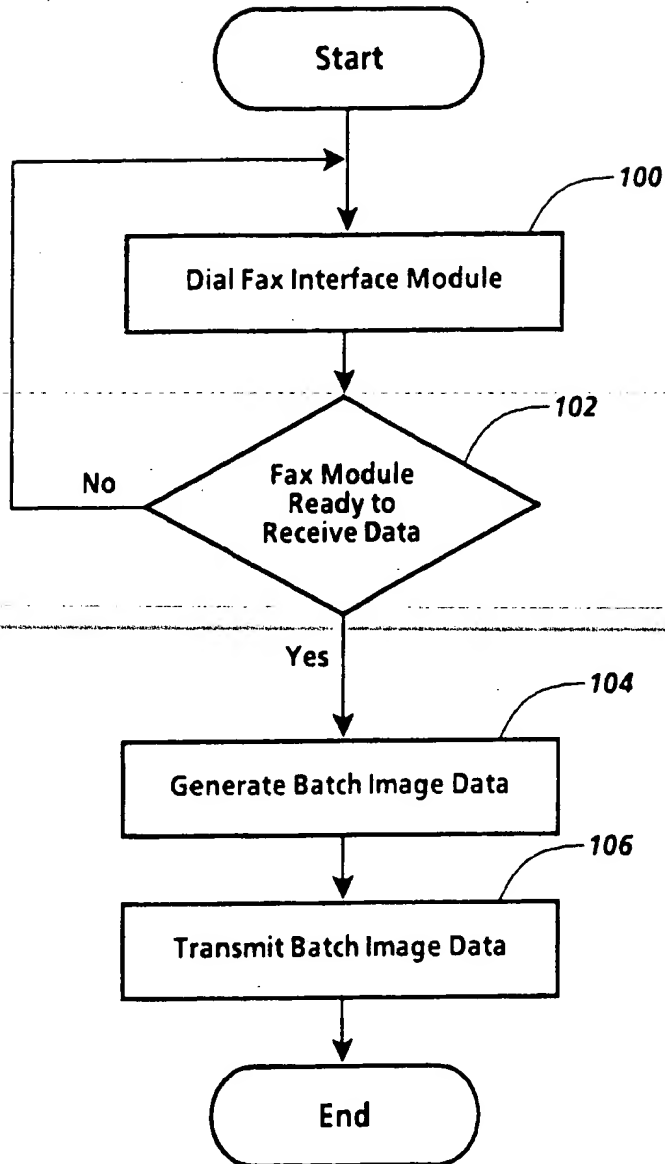 Start
100
Dial Fax Interface Module
102
Fax Module
Ready to
Receive Data
No
Yes
104
Generate Batch Image Data
106
Transmit Batch Image Data
End